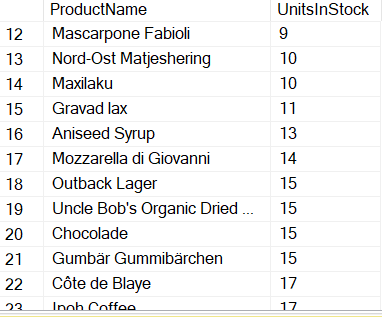 ProductName UnitsInStock
12 Mascarpone Fabioli 9
13 Nord-Ost Matjeshering 10
14 Maxilaku 10
15 Gravad lax 11
16 Aniseed Syrup 13
17 Mozzarella di Giovanni 14
18 Outback Lager 15
19 Uncle Bob's Organic Dried ... 15
20 Chocolade 15
21 Gumbär Gummibärchen 15
22 Côte de Blaye 17
23 Ipoh Coffee 17